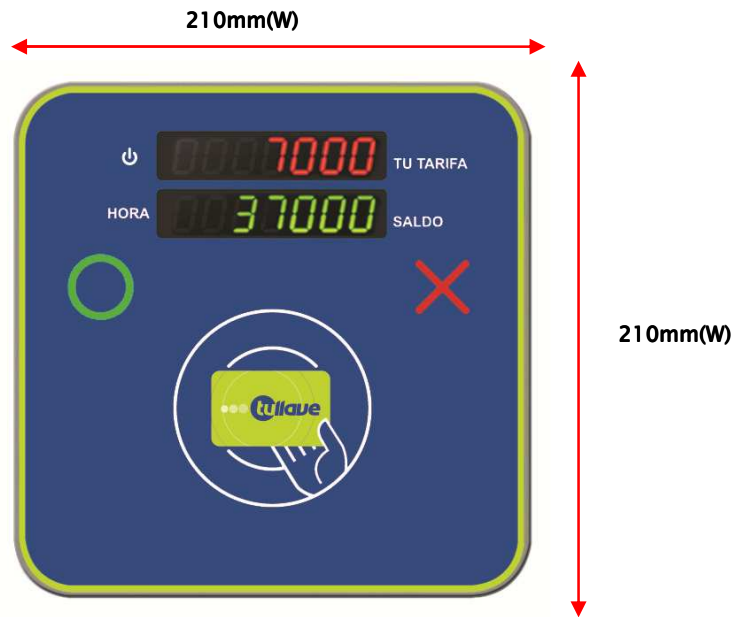 210mm(W)
7000 TU TARIFA
HORA 37000 SALDO
210mm(W)
tullave